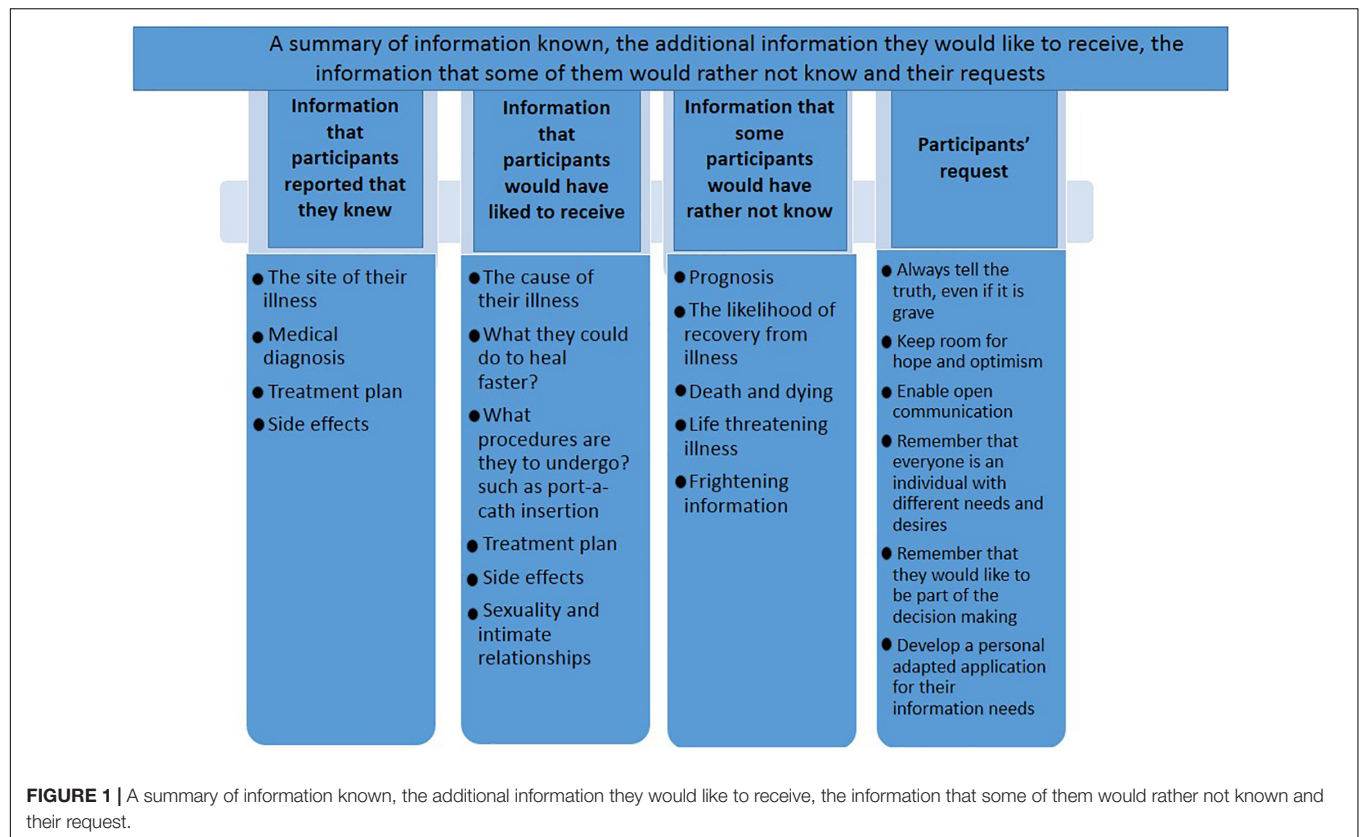 A summary of information known, the additional information they would like to receive, the
information that some of them would rather not know and their requests
Information
that
participants
reported that
they knew
● The site of their
illness
● Medical
diagnosis
● Treatment plan
● Side effects
Information
that
participants
would have
liked to receive
● The cause of
their illness
● What they could
do to heal
faster?
● What
procedures are
they to undergo?
such as port-a-
cath insertion
● Treatment plan
● Side effects
● Sexuality and
intimate
relationships
Information that
some
participants
would have
rather not know
● Prognosis
● The likelihood of
recovery from
illness
● Death and dying
● Life threatening
illness
● Frightening
information
Participants’
request
● Always tell the
truth, even if it is
grave
● Keep room for
hope and optimism
● Enable open
communication
● Remember that
everyone is an
individual with
different needs and
desires
● Remember that
they would like to
be part of the
decision making
● Develop a personal
adapted application
for their
information needs
FIGURE 1 | A summary of information known, the additional information they would like to receive, the information that some of them would rather not known and
their request.